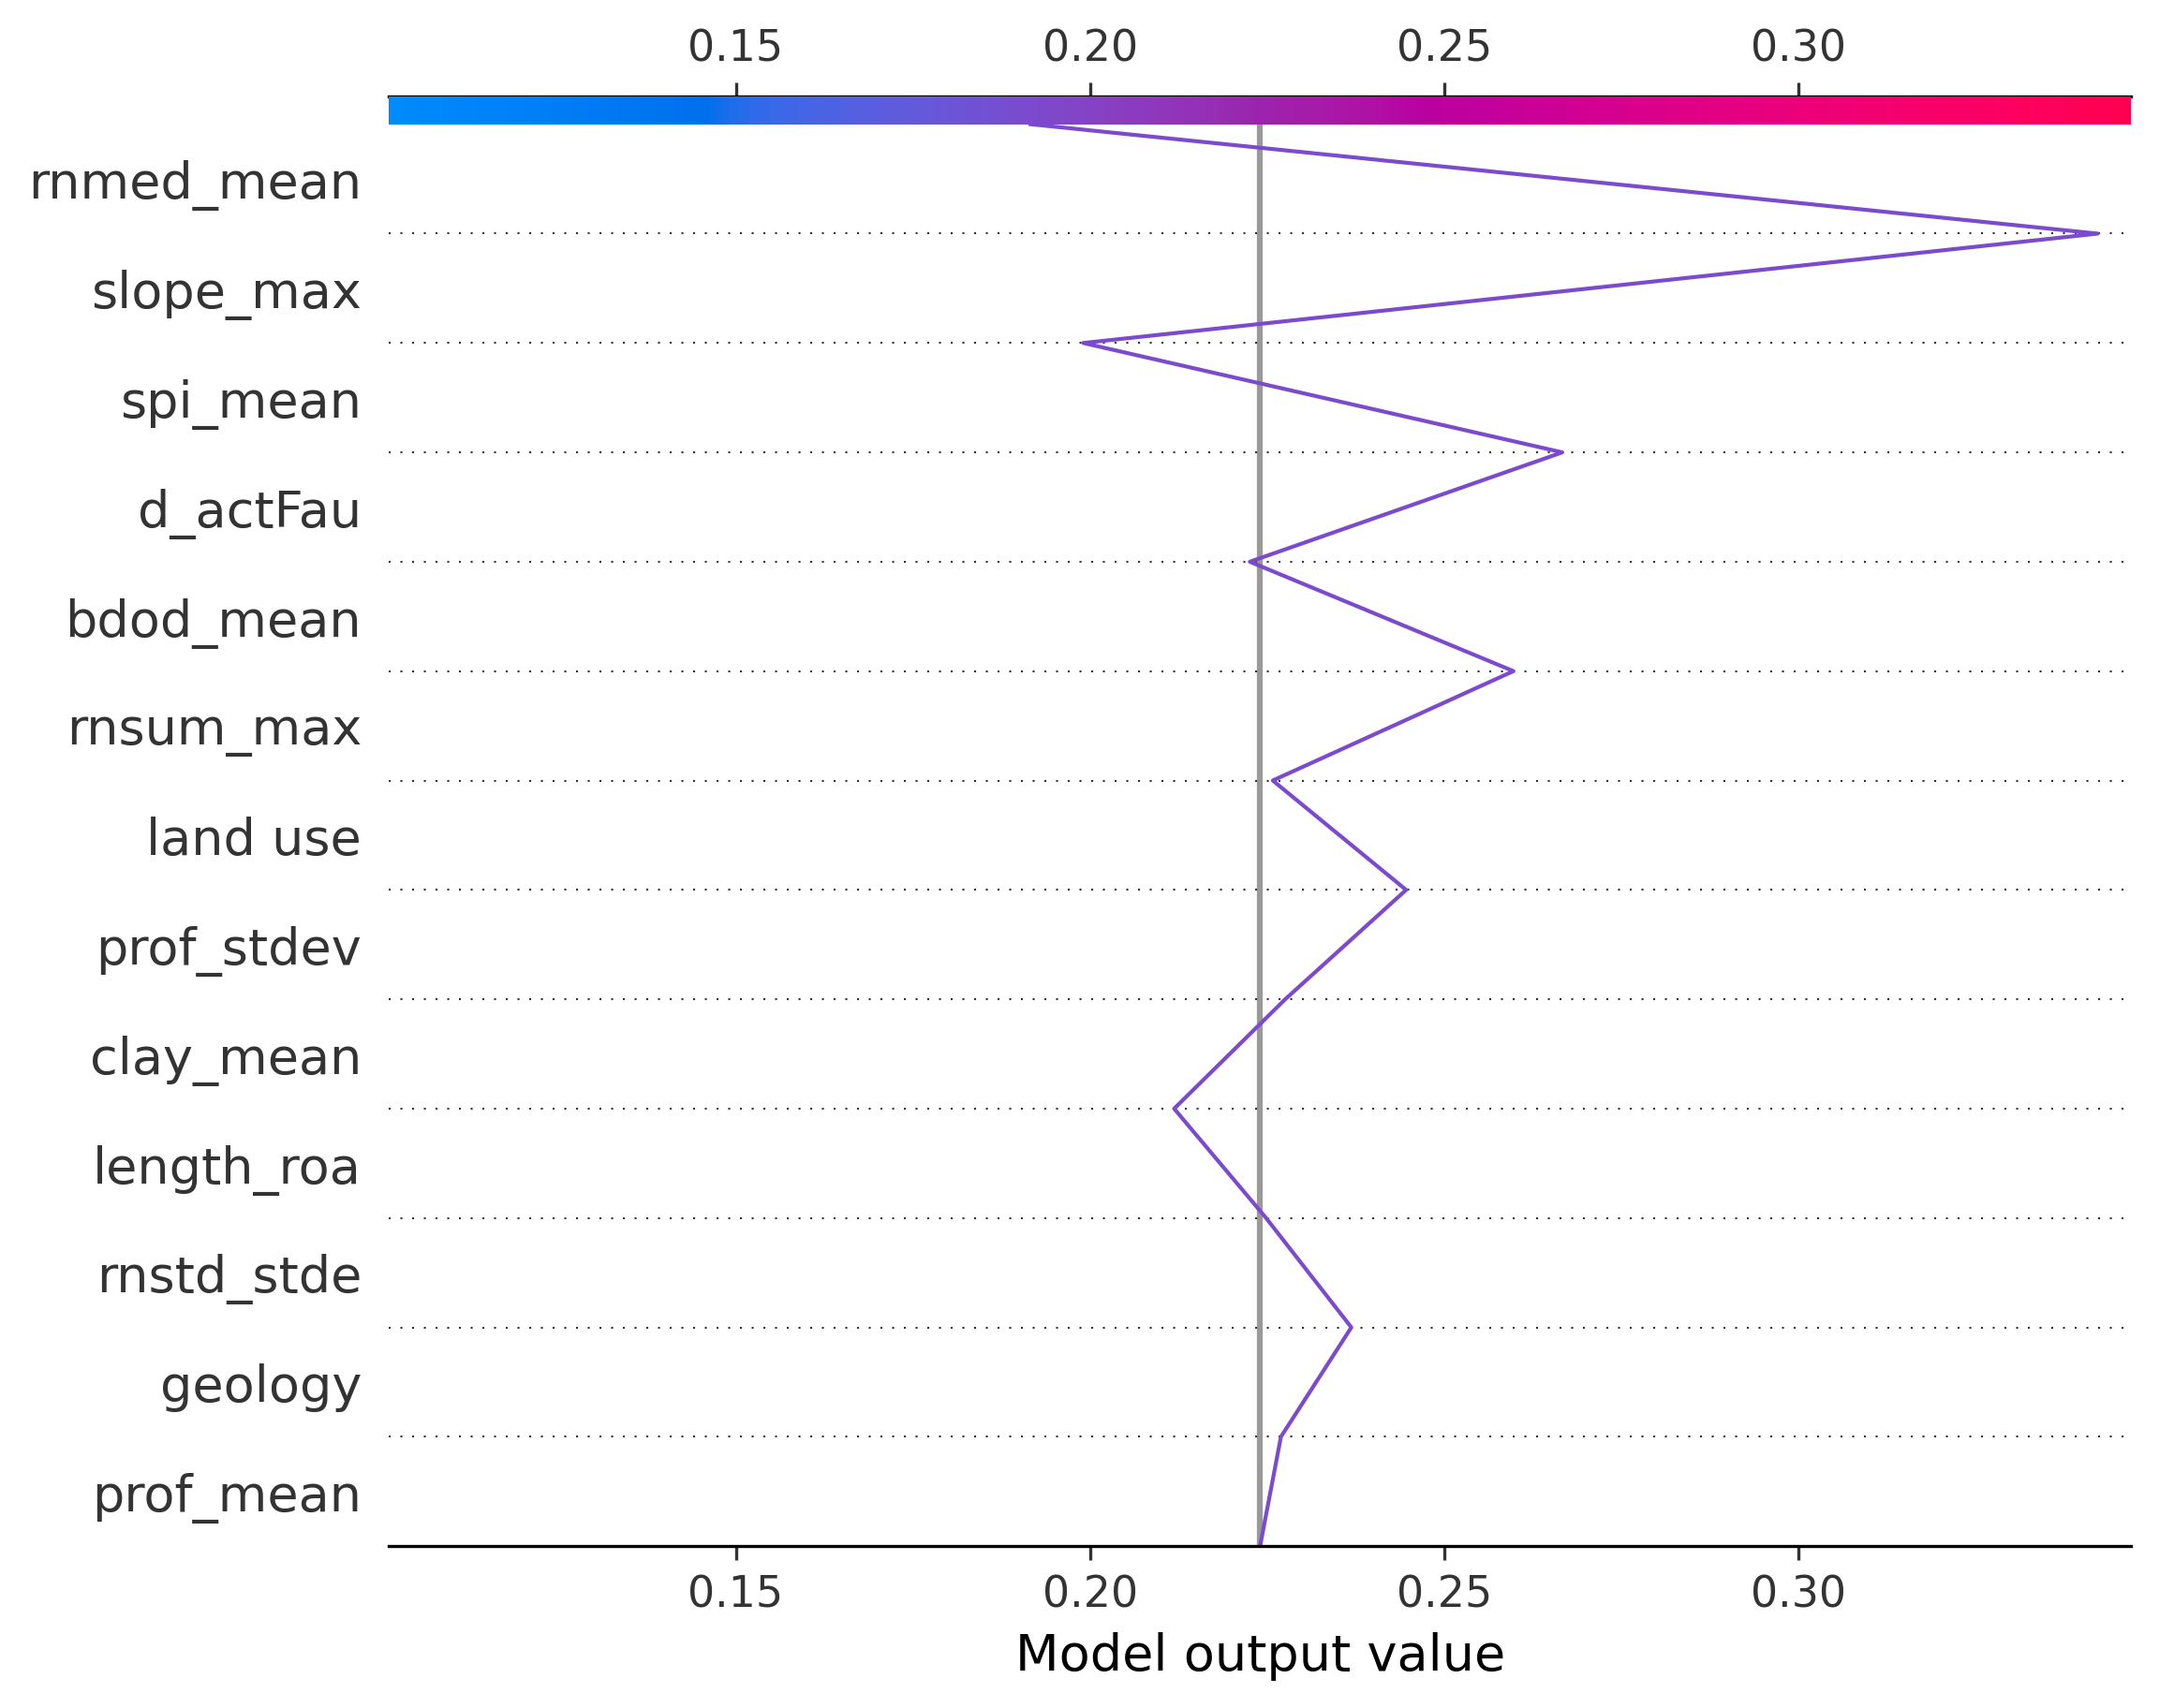 0.15 0.20 0.25 0.30
rnmed_mean
slope_max
spi_mean
d_actFau
bdod_mean
rnsum_max
land use
prof_stdev
clay_mean
length_roa
rnstd_stde
geology
prof_mean
0.15 0.20 0.25 0.30
Model output value